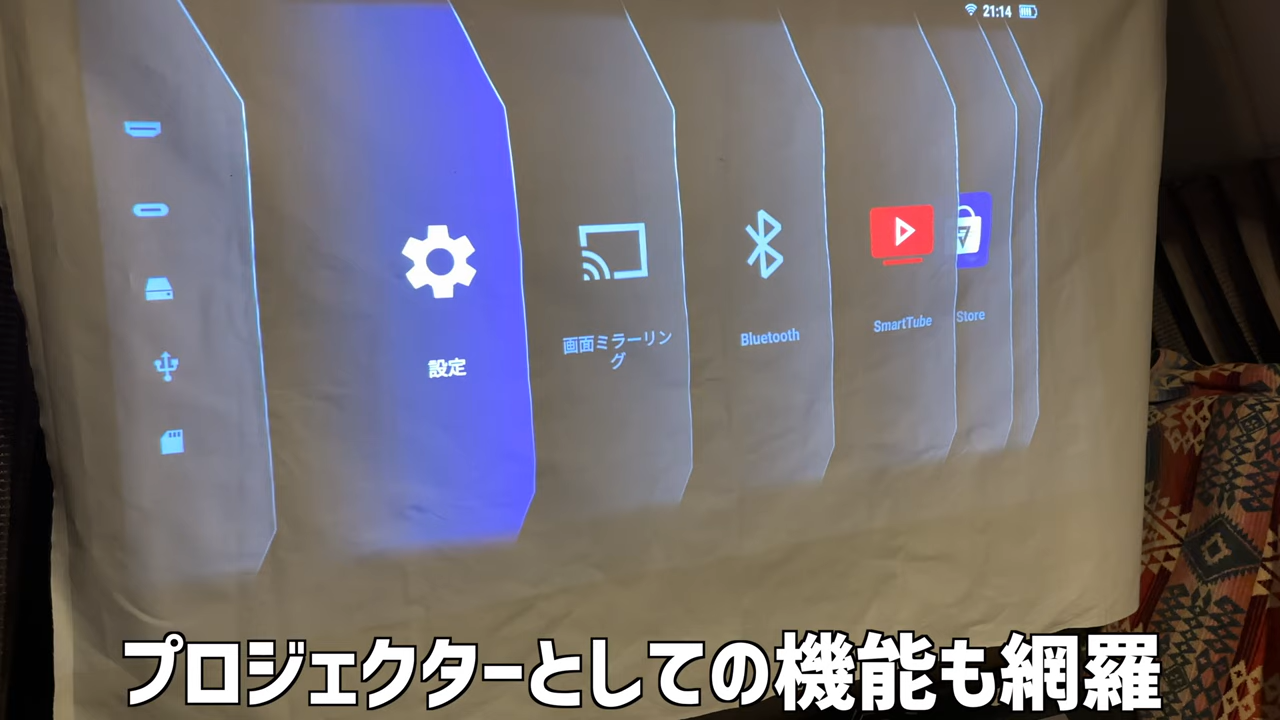 21:14
設定
画面ミラーリン
グ
Bluetooth
SmartTube
Store
プロジェクターとしての機能も網羅